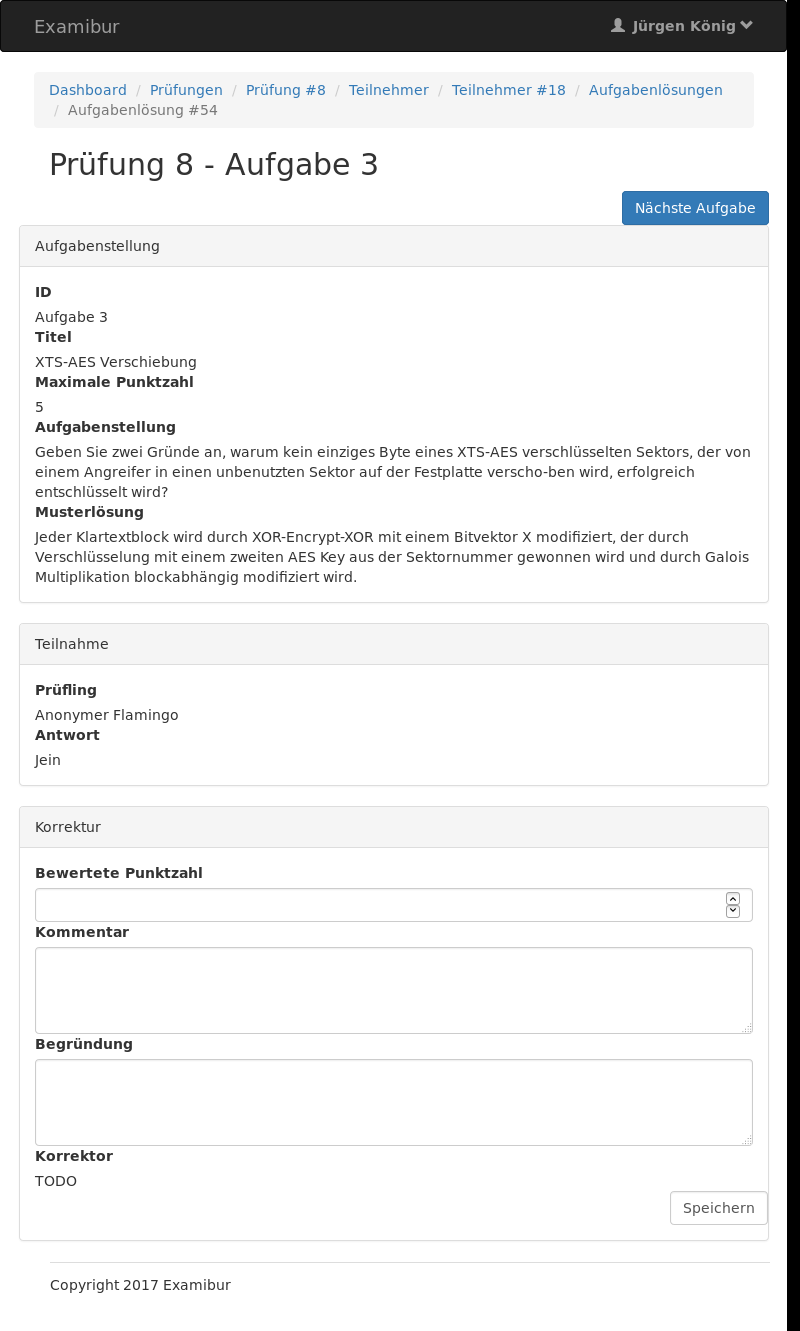 Examibur
Jürgen König
Dashboard / Prüfungen / Prüfung #8 / Teilnehmer / Teilnehmer #18 / Aufgabenlösungen
/ Aufgabenlösung #54
Prüfung 8 - Aufgabe 3
Nächste Aufgabe
Aufgabenstellung
ID
Aufgabe 3
Titel
XTS-AES Verschiebung
Maximale Punktzahl
5
Aufgabenstellung
Geben Sie zwei Gründe an, warum kein einziges Byte eines XTS-AES verschlüsselten Sektors, der von
einem Angreifer in einen unbenutzten Sektor auf der Festplatte verscho-ben wird, erfolgreich
entschlüsselt wird?
Musterlösung
Jeder Klartextblock wird durch XOR-Encrypt-XOR mit einem Bitvektor X modifiziert, der durch
Verschlüsselung mit einem zweiten AES Key aus der Sektornummer gewonnen wird und durch Galois
Multiplikation blockabhängig modifiziert wird.
Teilnahme
Prüfling
Anonymer Flamingo
Antwort
Jein
Korrektur
Bewertete Punktzahl
Kommentar
Begründung
Korrektor
TODO
Speichern
Copyright 2017 Examibur